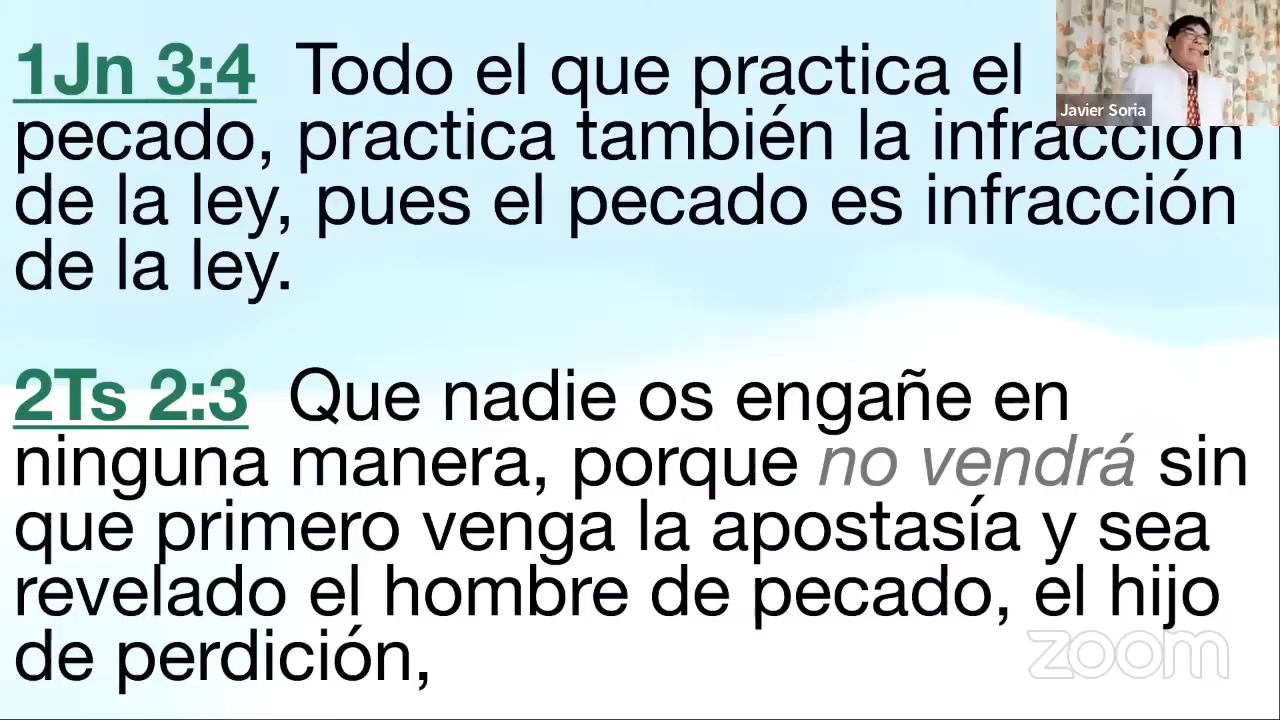 1Jn 3:4 Todo el que practica el
pecado, practica también la infracción
de la ley, pues el pecado es infracción
de la ley.
2Ts 2:3 Que nadie os engañe en
ninguna manera, porque no vendrá sin
que primero venga la apostasía y sea
revelado el hombre de pecado, el hijo
de perdición,
Javier Soria
zoom